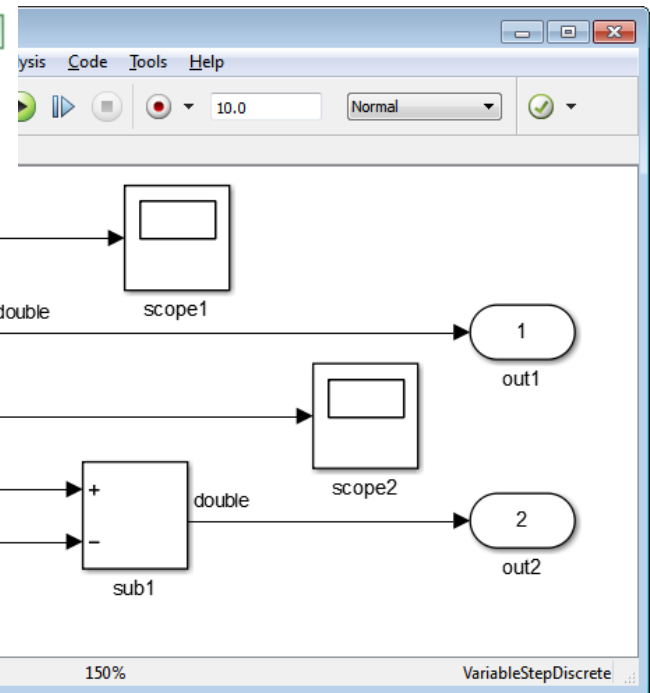 ysis Code Tools Help
10.0 Normal
scope1
double
1
out1
scope2
+
double
−
2
sub1
out2
150% VariableStepDiscrete